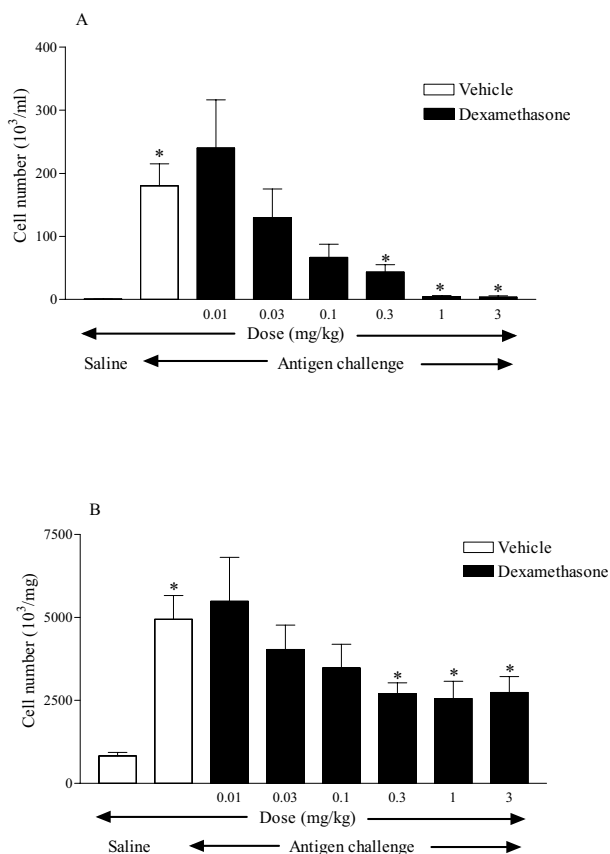 A
400
300
200
100
0
Cell number (10³/ml)
Vehicle
Dexamethasone
*
*
*
*
0.01 0.03 0.1 0.3 1 3
Dose (mg/kg)
Saline Antigen challenge
B
7500
5000
2500
0
Cell number (10³/mg)
Vehicle
Dexamethasone
*
*
*
*
0.01 0.03 0.1 0.3 1 3
Dose (mg/kg)
Saline Antigen challenge